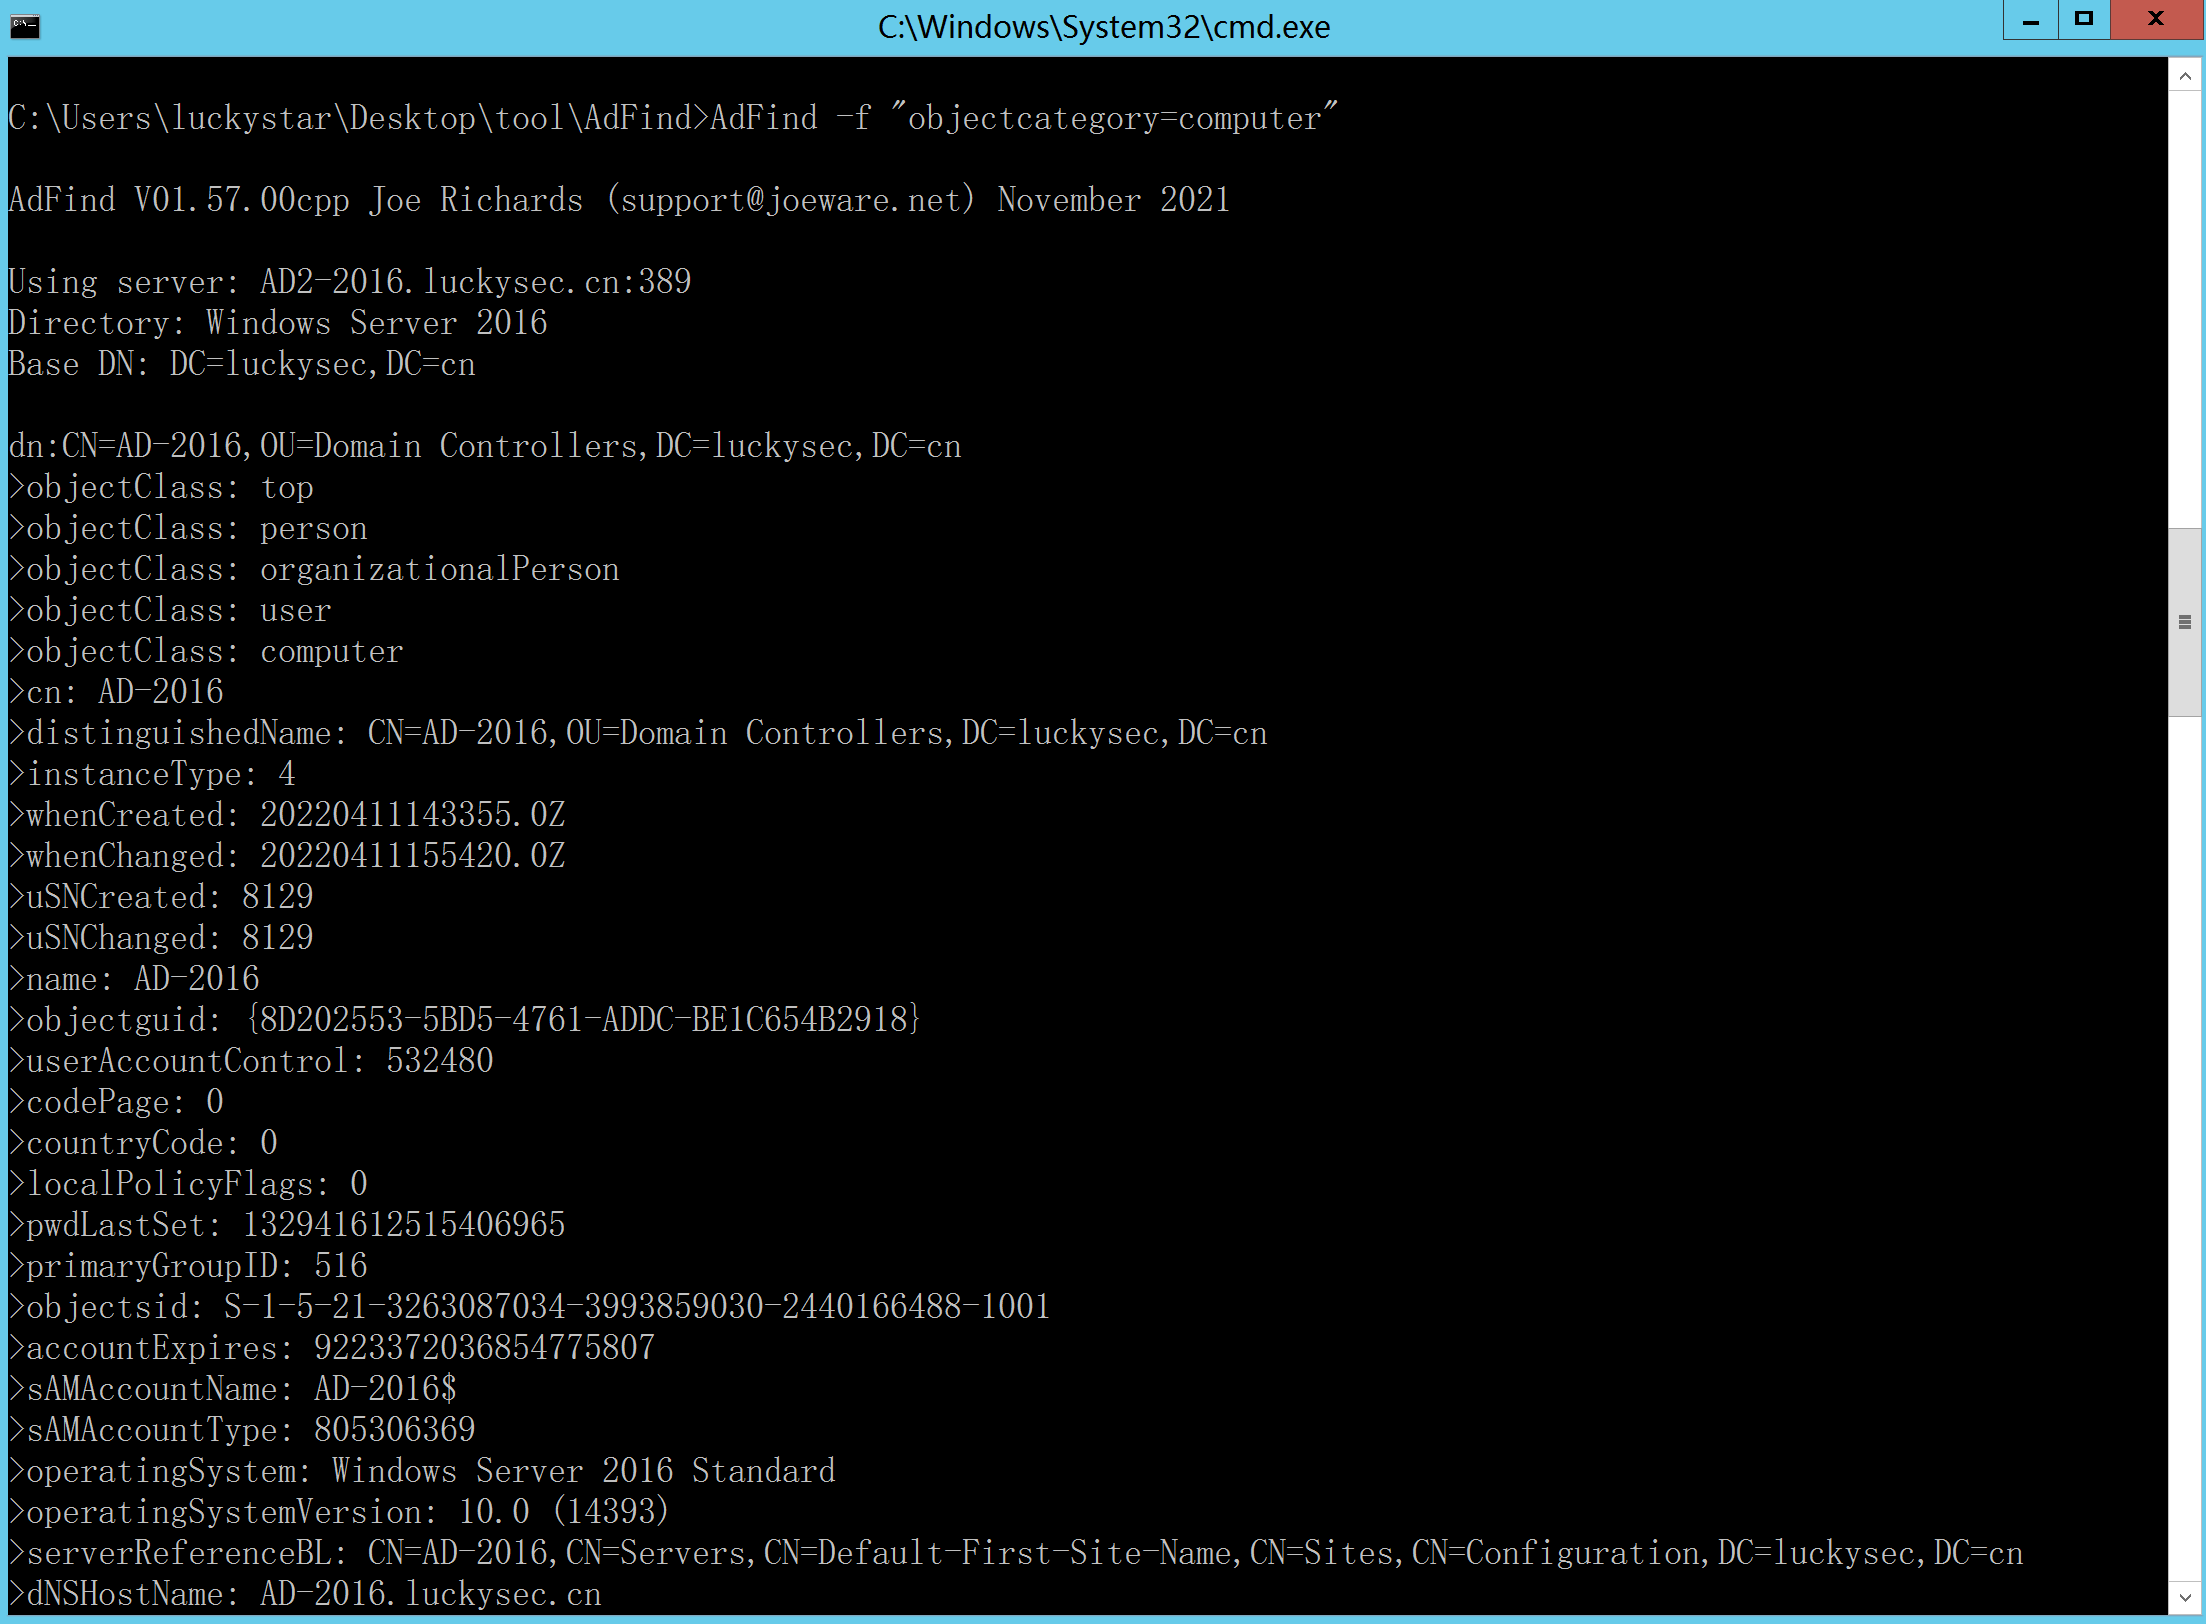 C:\Windows\System32\cmd.exe
C:\Users\luckystar\Desktop\tool\AdFind>AdFind -f "objectcategory=computer"
AdFind V01.57.00cpp Joe Richards (support@joeware.net) November 2021
Using server: AD2-2016.luckysec.cn:389
Directory: Windows Server 2016
Base DN: DC=luckysec,DC=cn
dn:CN=AD-2016,OU=Domain Controllers,DC=luckysec,DC=cn
>objectClass: top
>objectClass: person
>objectClass: organizationalPerson
>objectClass: user
>objectClass: computer
>cn: AD-2016
>distinguishedName: CN=AD-2016,OU=Domain Controllers,DC=luckysec,DC=cn
>instanceType: 4
>whenCreated: 20220411143355.0Z
>whenChanged: 20220411155420.0Z
>uSNCreated: 8129
>uSNChanged: 8129
>name: AD-2016
>objectguid: {8D202553-5BD5-4761-ADDC-BE1C654B2918}
>userAccountControl: 532480
>codePage: 0
>countryCode: 0
>localPolicyFlags: 0
>pwdLastSet: 132941612515406965
>primaryGroupID: 516
>objectsid: S-1-5-21-3263087034-3993859030-2440166488-1001
>accountExpires: 9223372036854775807
>sAMAccountName: AD-2016$
>sAMAccountType: 805306369
>operatingSystem: Windows Server 2016 Standard
>operatingSystemVersion: 10.0 (14393)
>serverReferenceBL: CN=AD-2016,CN=Servers,CN=Default-First-Site-Name,CN=Sites,CN=Configuration,DC=luckysec,DC=cn
>dNSHostName: AD-2016.luckysec.cn